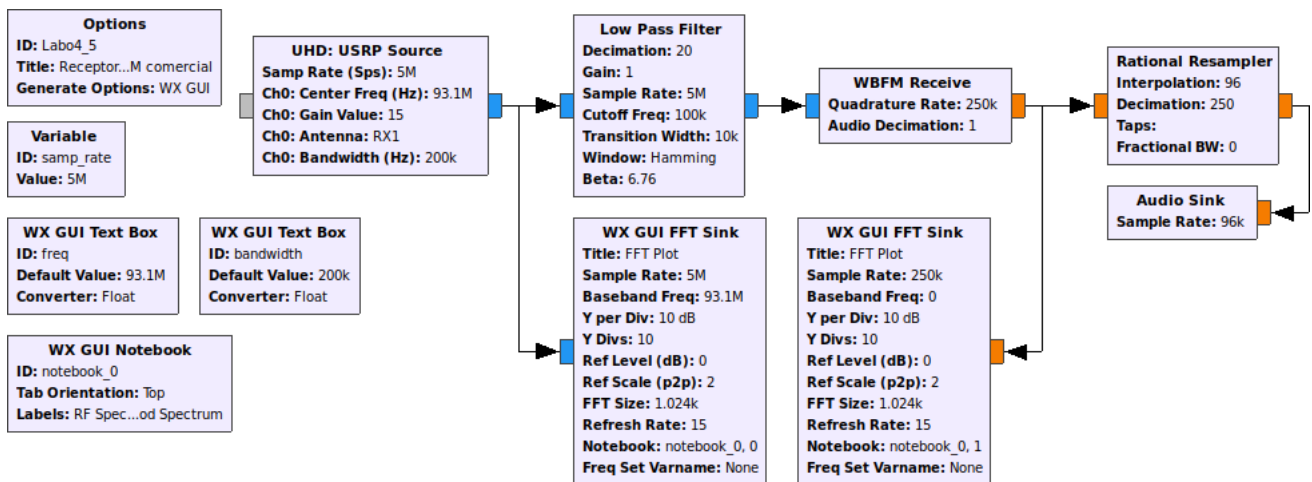 Options
ID: Labo4_5
Title: Receptor...M comercial
Generate Options: WX GUI
Variable
ID: samp_rate
Value: 5M
WX GUI Text Box
ID: freq
Default Value: 93.1M
Converter: Float
WX GUI Text Box
ID: bandwidth
Default Value: 200k
Converter: Float
WX GUI Notebook
ID: notebook_0
Tab Orientation: Top
Labels: RF Spec...od Spectrum
UHD: USRP Source
Samp Rate (Sps): 5M
Ch0: Center Freq (Hz): 93.1M
Ch0: Gain Value: 15
Ch0: Antenna: RX1
Ch0: Bandwidth (Hz): 200k
Low Pass Filter
Decimation: 20
Gain: 1
Sample Rate: 5M
Cutoff Freq: 100k
Transition Width: 10k
Window: Hamming
Beta: 6.76
WX GUI FFT Sink
Title: FFT Plot
Sample Rate: 5M
Baseband Freq: 93.1M
Y per Div: 10 dB
Y Divs: 10
Ref Level (dB): 0
Ref Scale (p2p): 2
FFT Size: 1.024k
Refresh Rate: 15
Notebook: notebook_0, 0
Freq Set Varname: None
WBFM Receive
Quadrature Rate: 250k
Audio Decimation: 1
WX GUI FFT Sink
Title: FFT Plot
Sample Rate: 250k
Baseband Freq: 0
Y per Div: 10 dB
Y Divs: 10
Ref Level (dB): 0
Ref Scale (p2p): 2
FFT Size: 1.024k
Refresh Rate: 15
Notebook: notebook_0, 1
Freq Set Varname: None
Rational Resampler
Interpolation: 96
Decimation: 250
Taps:
Fractional BW: 0
Audio Sink
Sample Rate: 96k